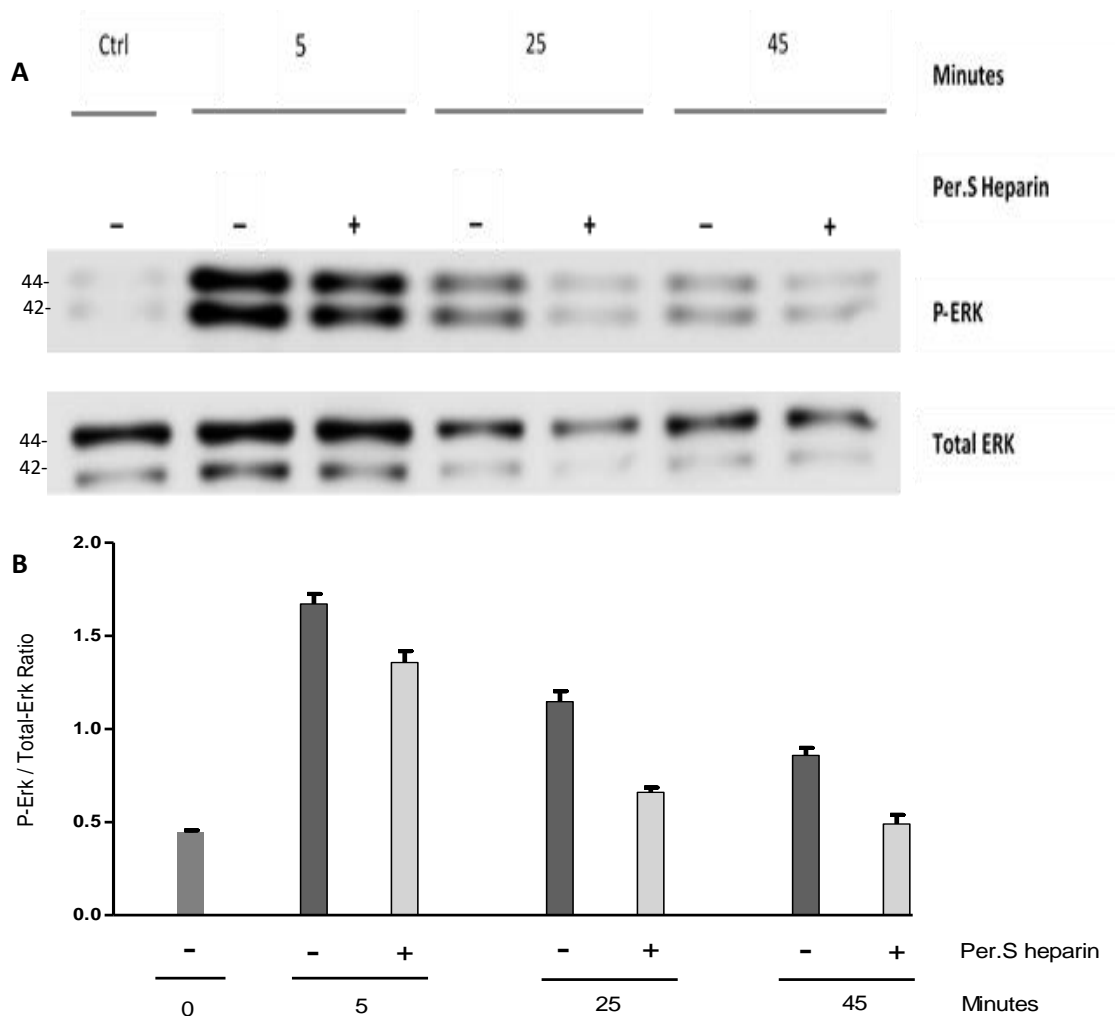 Ctrl 5 25 45
A Minutes
Per.S Heparin
– – + – + – +
44-
42-
P-ERK
44-
42-
Total ERK
B
P-Erk / Total-Erk Ratio
2.0
1.5
1.0
0.5
0.0
- - + - + - + Per.S heparin
0 5 25 45 Minutes